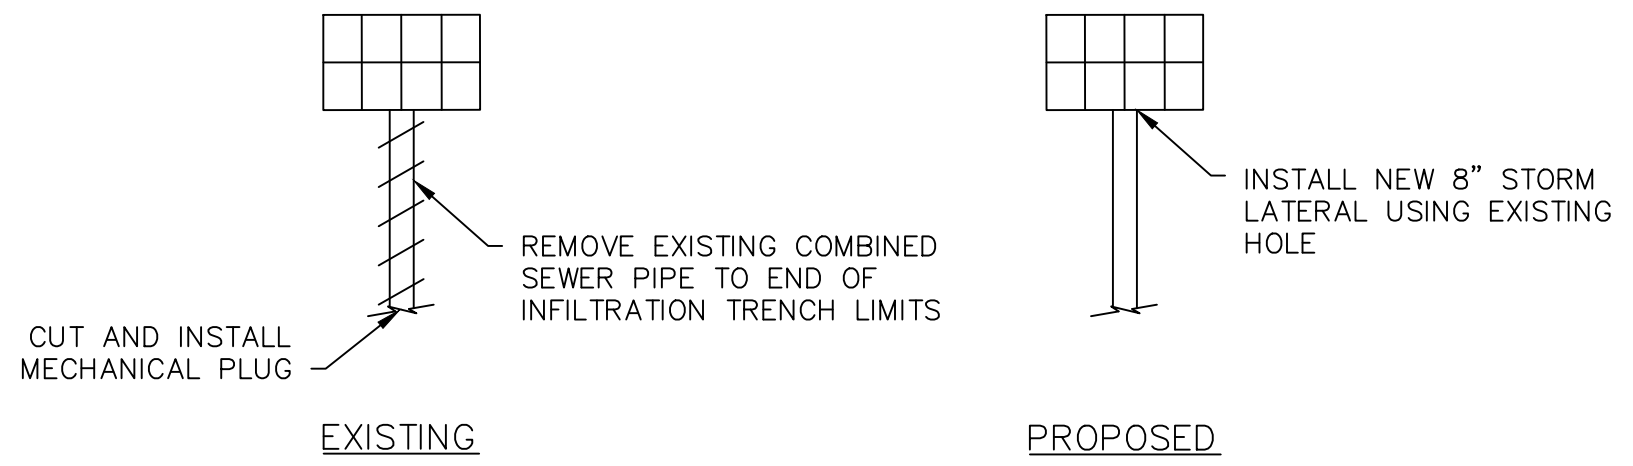 REMOVE EXISTING COMBINED
SEWER PIPE TO END OF
INFILTRATION TRENCH LIMITS
CUT AND INSTALL
MECHANICAL PLUG
EXISTING
INSTALL NEW 8” STORM
LATERAL USING EXISTING
HOLE
PROPOSED